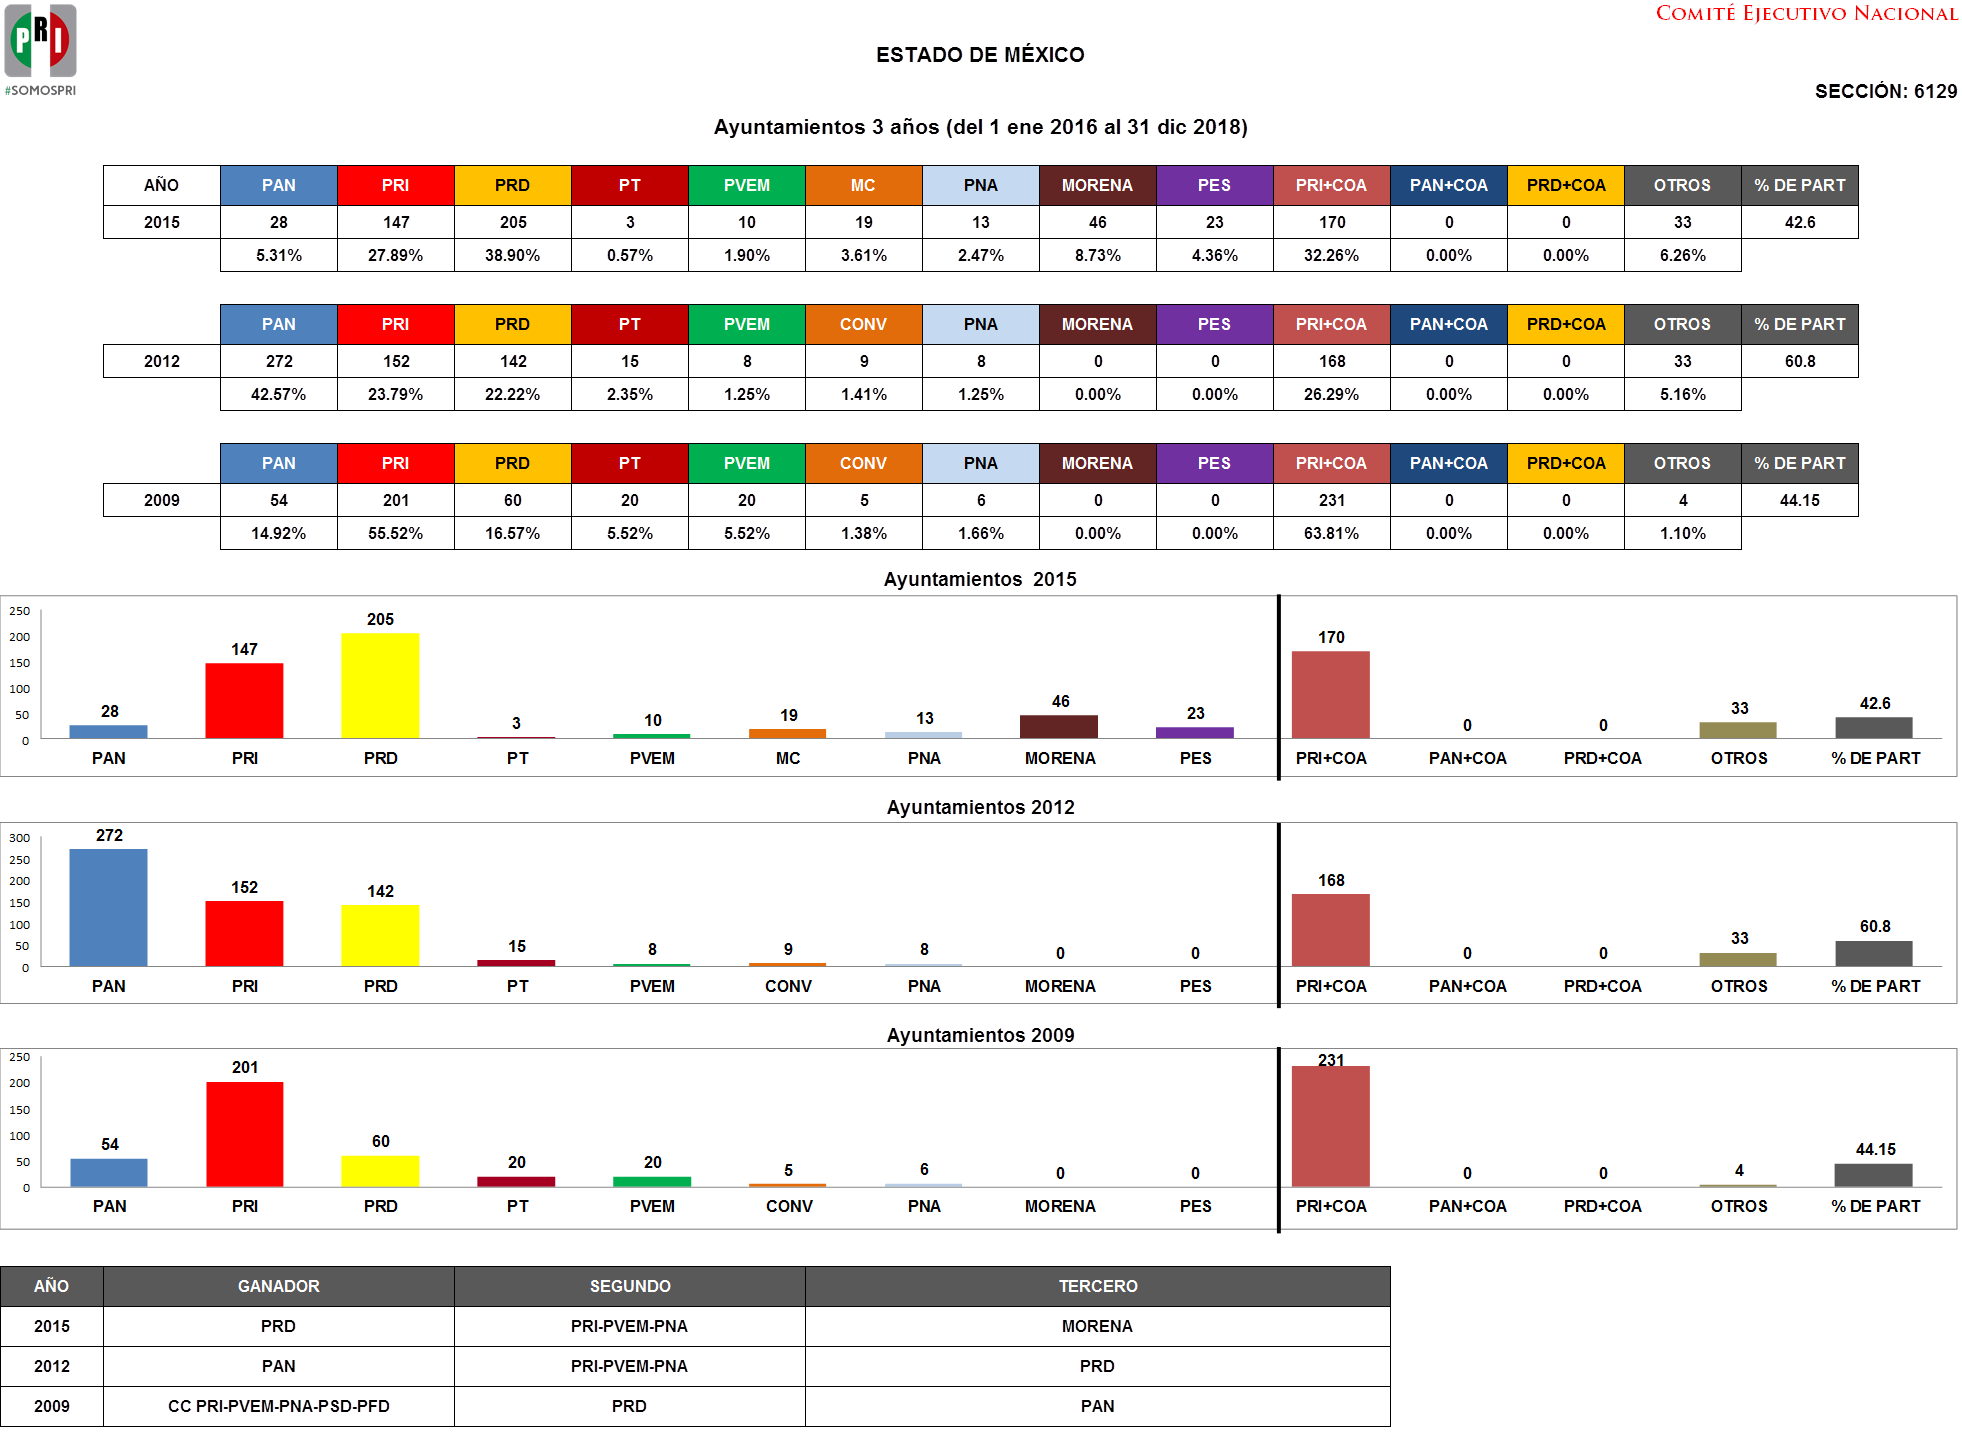 PRI
#SOMOSPRI
COMITÉ EJECUTIVO NACIONAL
ESTADO DE MÉXICO
SECCIÓN: 6129
Ayuntamientos 3 años (del 1 ene 2016 al 31 dic 2018)
AÑO PAN PRI PRD PT PVEM MC PNA MORENA PES PRI+COA PAN+COA PRD+COA OTROS % DE PART
2015 28 147 205 3 10 19 13 46 23 170 0 0 33 42.6
5.31% 27.89% 38.90% 0.57% 1.90% 3.61% 2.47% 8.73% 4.36% 32.26% 0.00% 0.00% 6.26%
PAN PRI PRD PT PVEM CONV PNA MORENA PES PRI+COA PAN+COA PRD+COA OTROS % DE PART
2012 272 152 142 15 8 9 8 0 0 168 0 0 33 60.8
42.57% 23.79% 22.22% 2.35% 1.25% 1.41% 1.25% 0.00% 0.00% 26.29% 0.00% 0.00% 5.16%
PAN PRI PRD PT PVEM CONV PNA MORENA PES PRI+COA PAN+COA PRD+COA OTROS % DE PART
2009 54 201 60 20 20 5 6 0 0 231 0 0 4 44.15
14.92% 55.52% 16.57% 5.52% 5.52% 1.38% 1.66% 0.00% 0.00% 63.81% 0.00% 0.00% 1.10%
Ayuntamientos 2015
250
200
150
100
50
0
28 147 205 3 10 19 13 46 23 170 0 0 33 42.6
PAN PRI PRD PT PVEM MC PNA MORENA PES PRI+COA PAN+COA PRD+COA OTROS % DE PART
Ayuntamientos 2012
300
250
200
150
100
50
0
272 152 142 15 8 9 8 0 0 168 0 0 33 60.8
PAN PRI PRD PT PVEM CONV PNA MORENA PES PRI+COA PAN+COA PRD+COA OTROS % DE PART
Ayuntamientos 2009
250
200
150
100
50
0
54 201 60 20 20 5 6 0 0 231 0 0 4 44.15
PAN PRI PRD PT PVEM CONV PNA MORENA PES PRI+COA PAN+COA PRD+COA OTROS % DE PART
AÑO GANADOR SEGUNDO TERCERO
2015 PRD PRI-PVEM-PNA MORENA
2012 PAN PRI-PVEM-PNA PRD
2009 CC PRI-PVEM-PNA-PSD-PFD PRD PAN